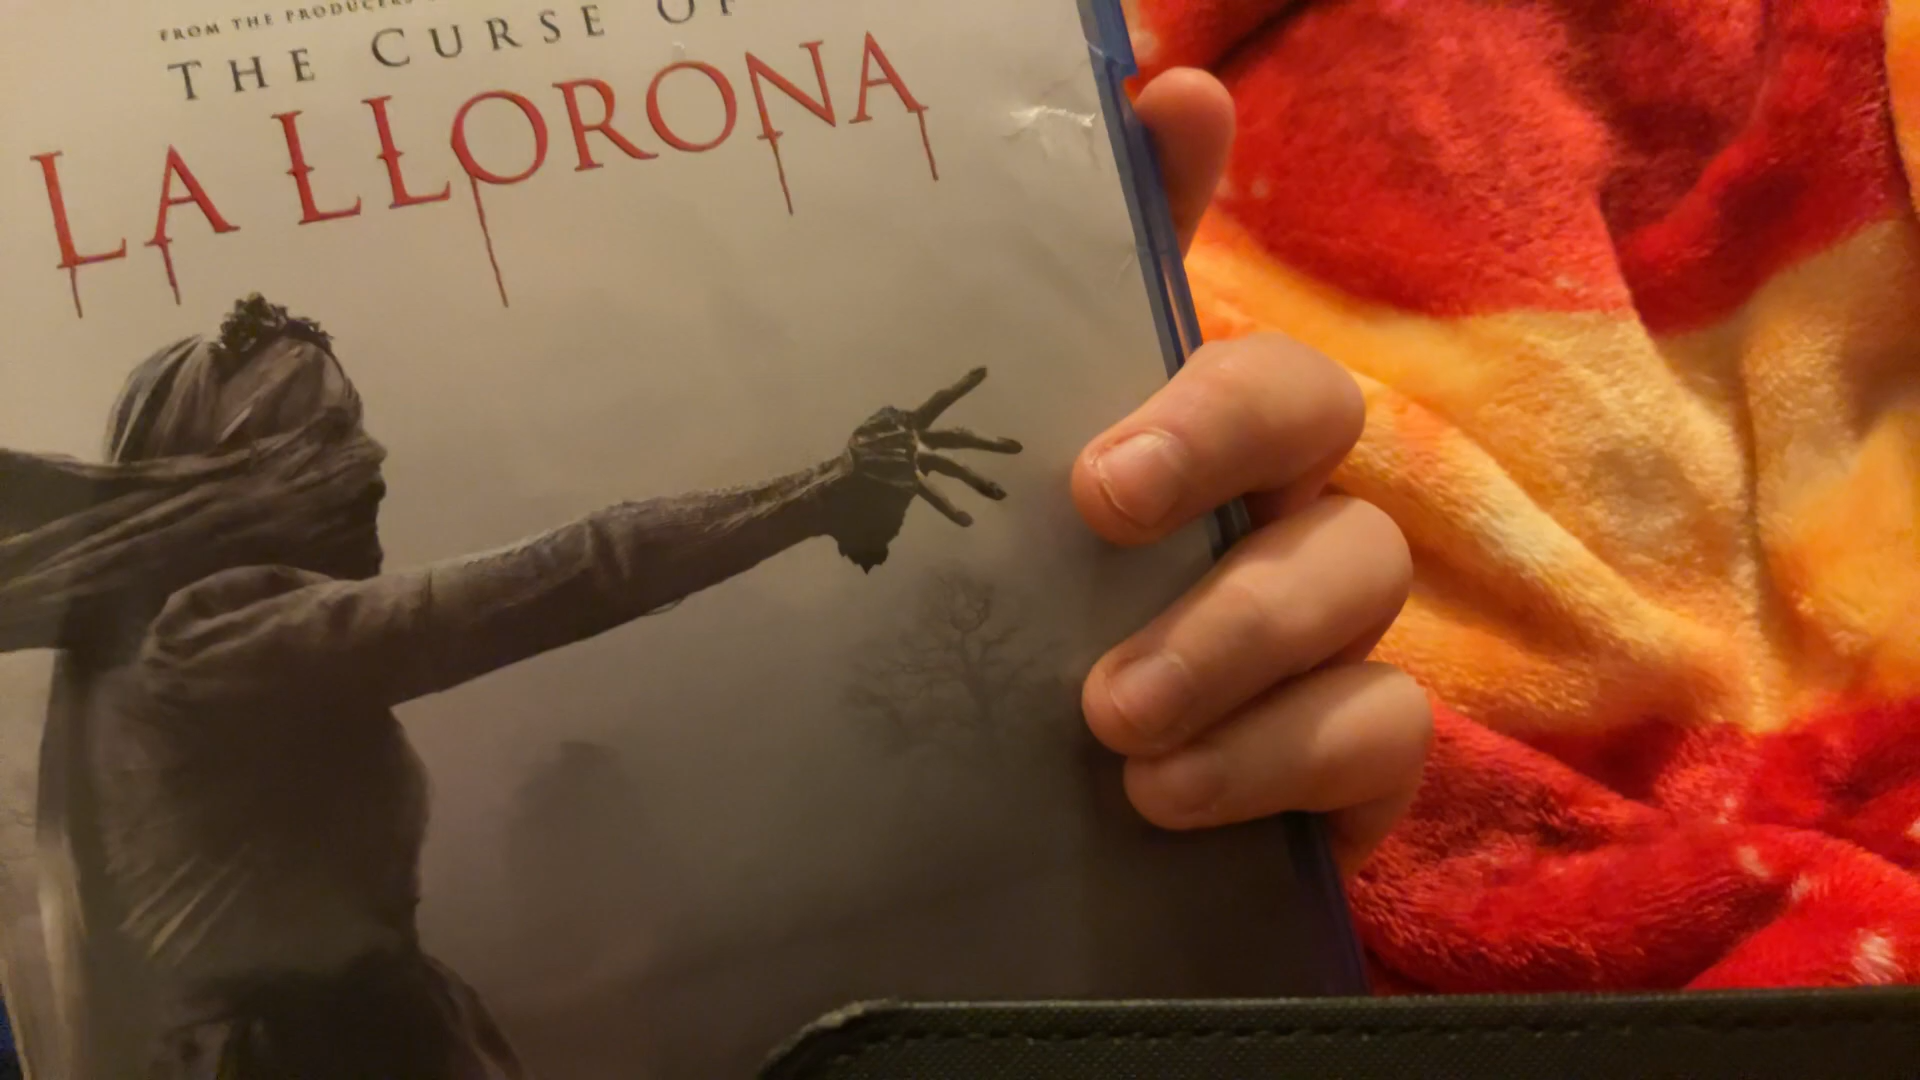 FROM THE PRODUCERS
THE CURSE OF
LA LLORONA